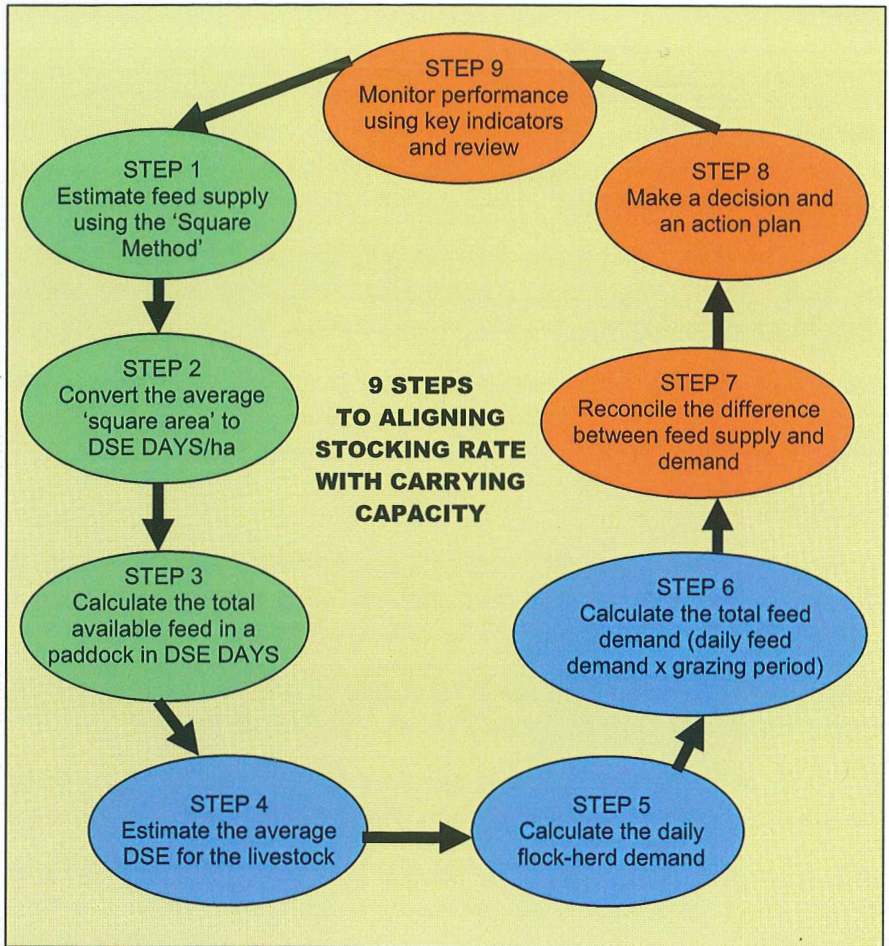 STEP 9
Monitor performance
using key indicators
and review
STEP 1
Estimate feed supply
using the ‘Square
Method’
STEP 8
Make a decision and
an action plan
STEP 2
Convert the average
‘square area’ to
DSE DAYS/ha
9 STEPS
TO ALIGNING
STOCKING RATE
WITH CARRYING
CAPACITY
STEP 7
Reconcile the difference
between feed supply and
demand
STEP 3
Calculate the total
available feed in a
paddock in DSE DAYS
STEP 6
Calculate the total feed
demand (daily feed
demand x grazing period)
STEP 4
Estimate the average
DSE for the livestock
STEP 5
Calculate the daily
flock-herd demand